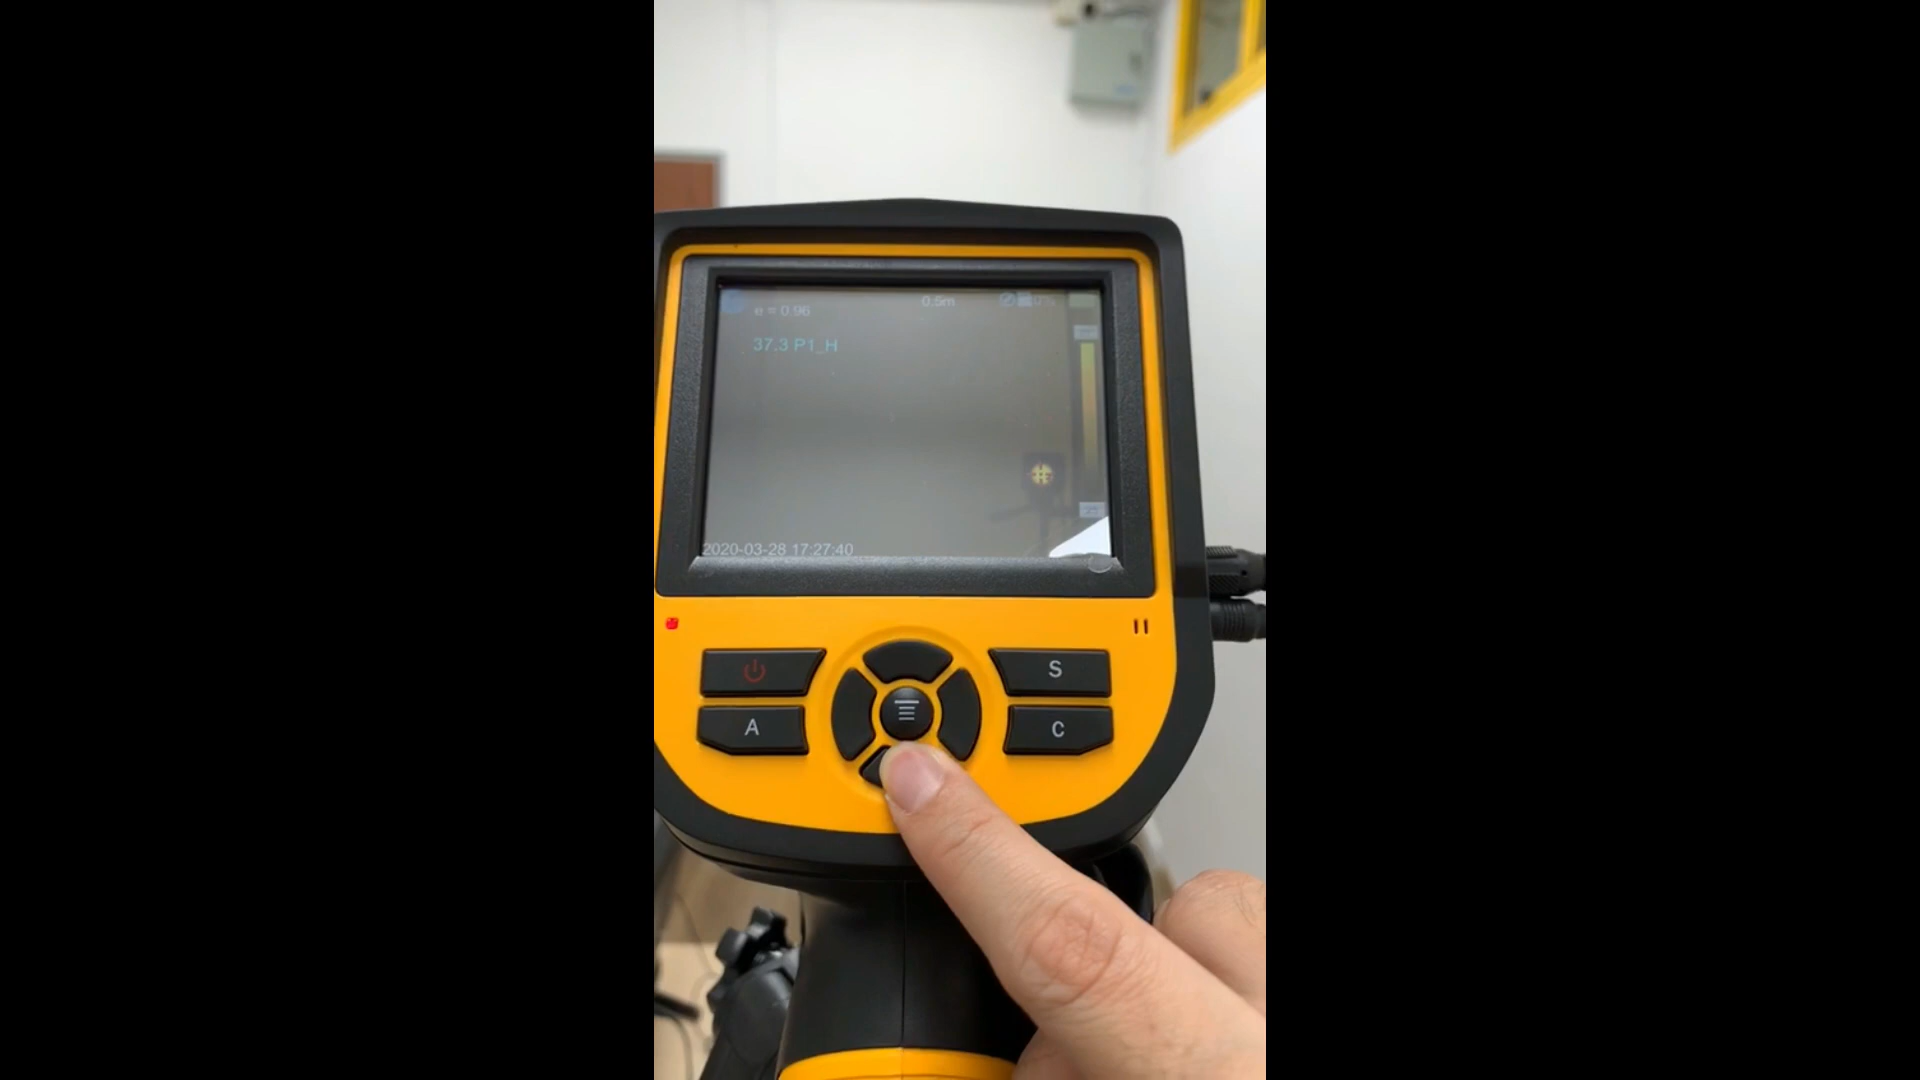 e = 0.96
0.5m
37.3 P1_H
2020-03-28 17:27:40
S
A
C